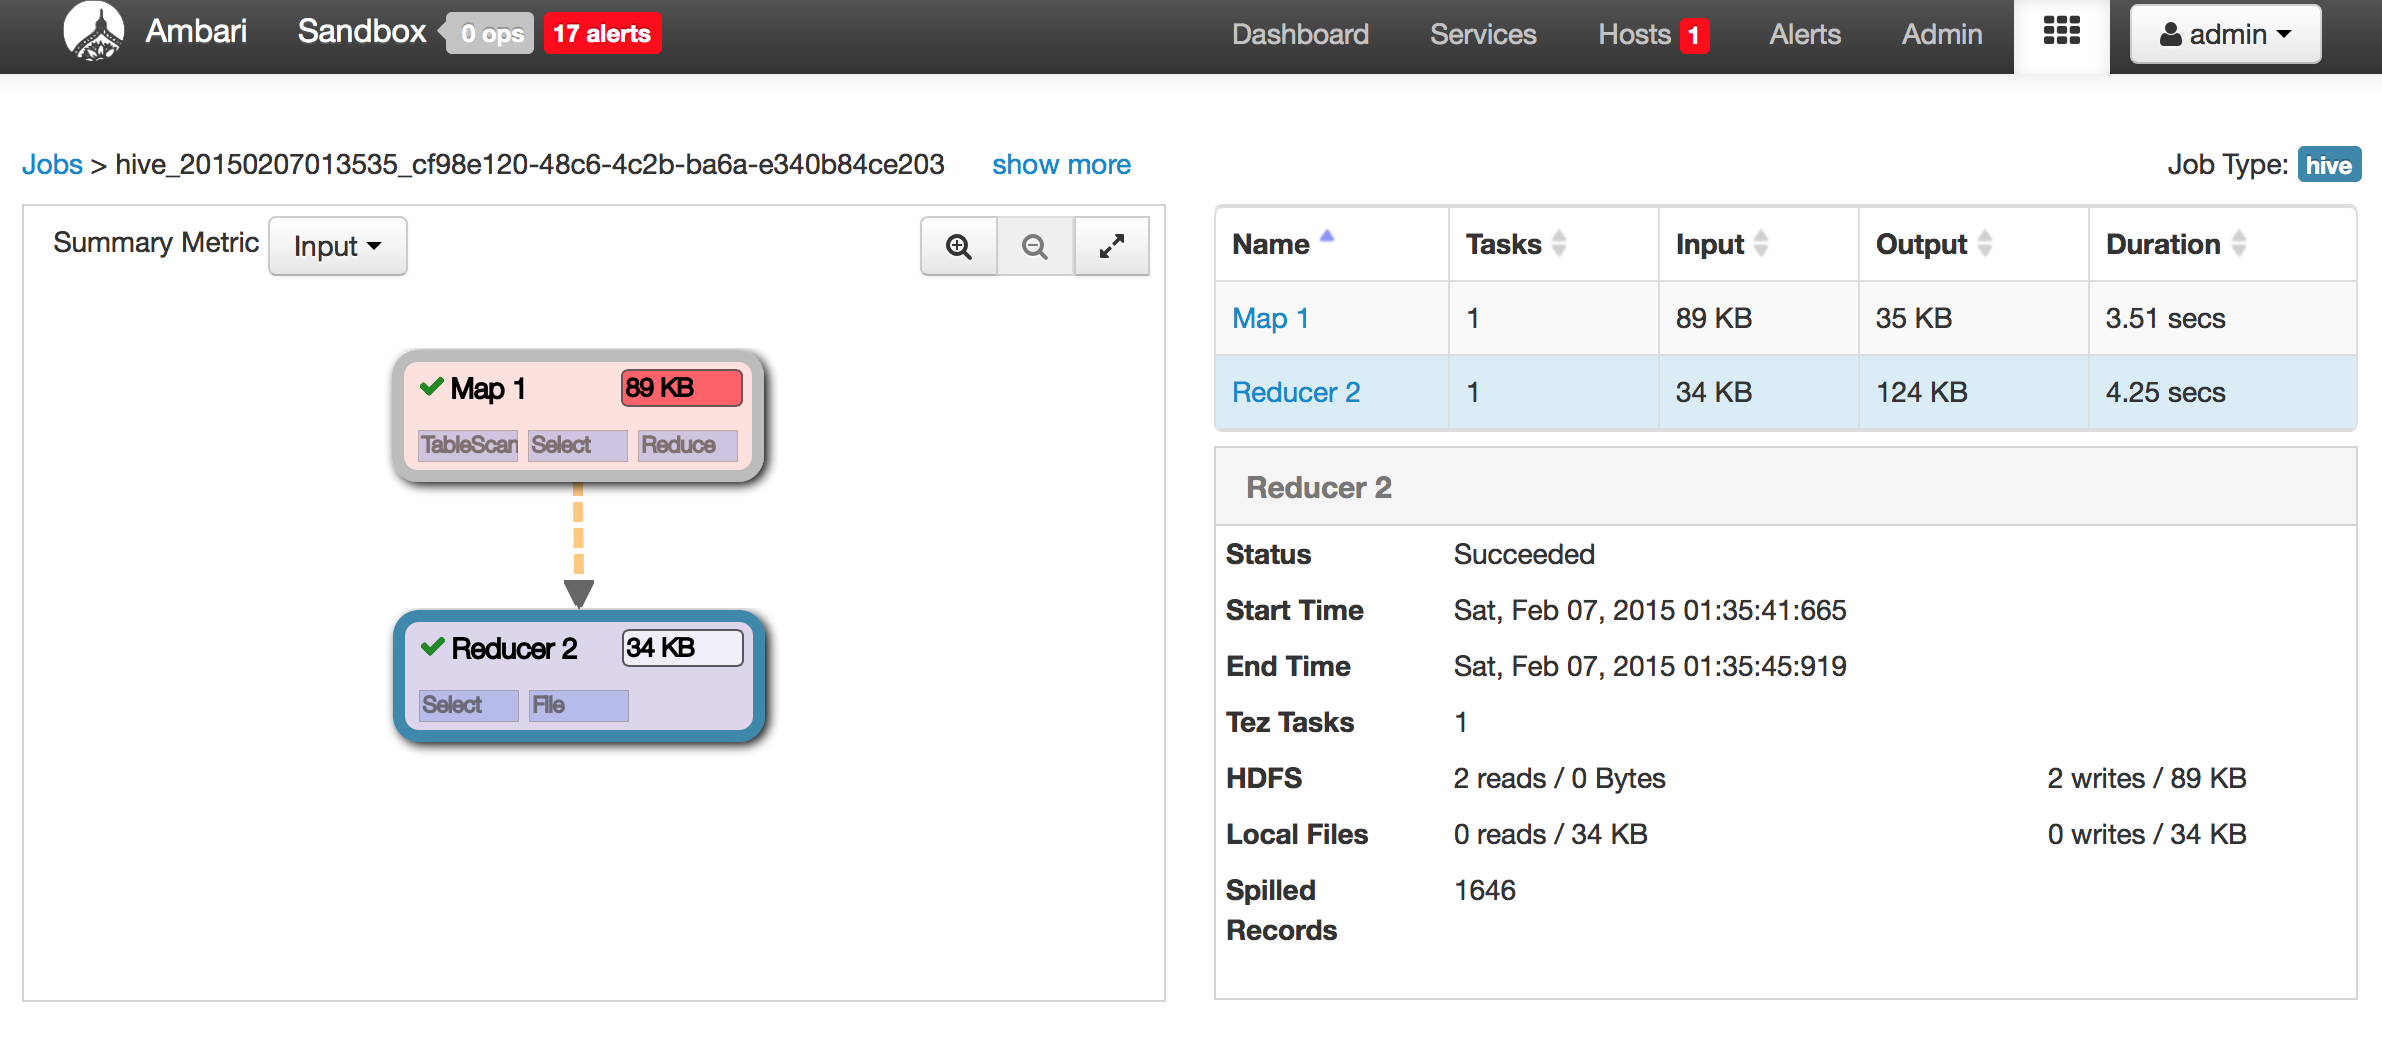 Ambari Sandbox 0 ops 17 alerts Dashboard Services Hosts 1 Alerts Admin admin
Jobs > hive_20150207013535_cf98e120-48c6-4c2b-ba6a-e340b84ce203 show more Job Type: hive
Summary Metric Input
Map 1 89 KB
TableScan Select Reduce
Reducer 2 34 KB
Select File
Name Tasks Input Output Duration
Map 1 1 89 KB 35 KB 3.51 secs
Reducer 2 1 34 KB 124 KB 4.25 secs
Reducer 2
Status Succeeded
Start Time Sat, Feb 07, 2015 01:35:41:665
End Time Sat, Feb 07, 2015 01:35:45:919
Tez Tasks 1
HDFS 2 reads / 0 Bytes 2 writes / 89 KB
Local Files 0 reads / 34 KB 0 writes / 34 KB
Spilled 1646
Records